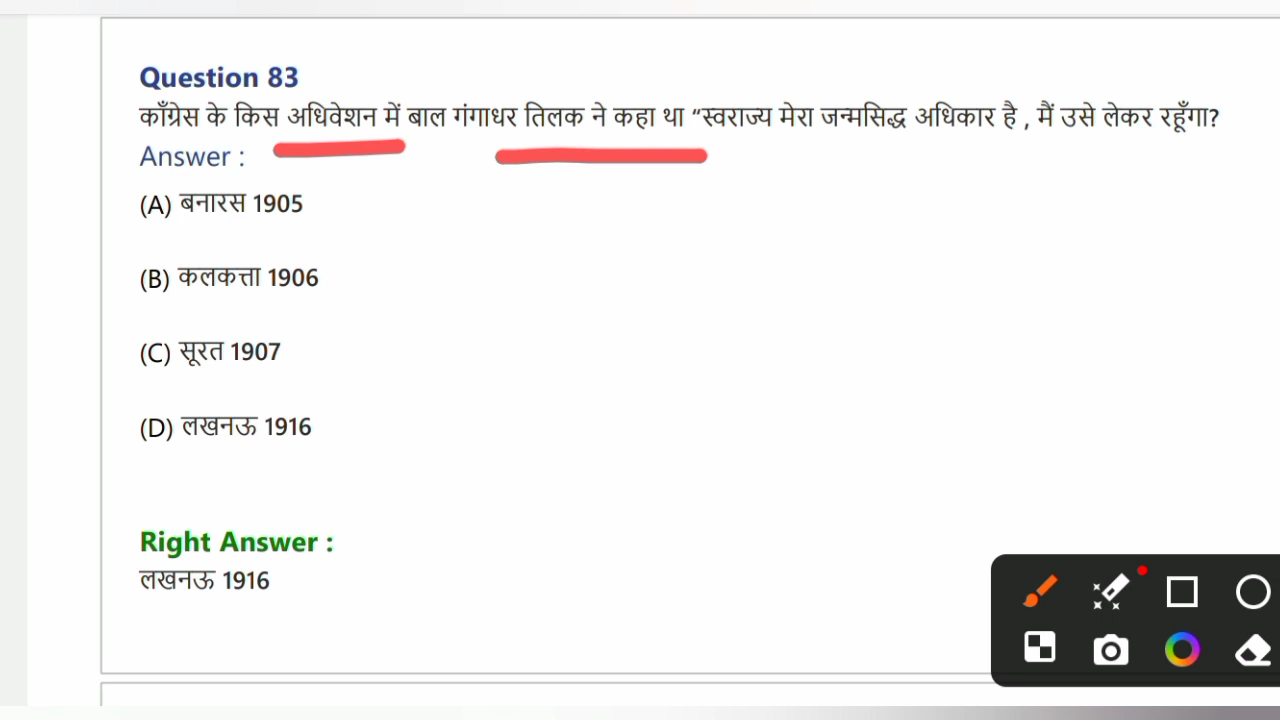 Question 83
काँग्रेस के किस अधिवेशन में बाल गंगाधर तिलक ने कहा था “स्वराज्य मेरा जन्मसिद्ध अधिकार है , मैं उसे लेकर रहूँगा?
Answer :
(A) बनारस 1905
(B) कलकत्ता 1906
(C) सूरत 1907
(D) लखनऊ 1916
Right Answer :
लखनऊ 1916